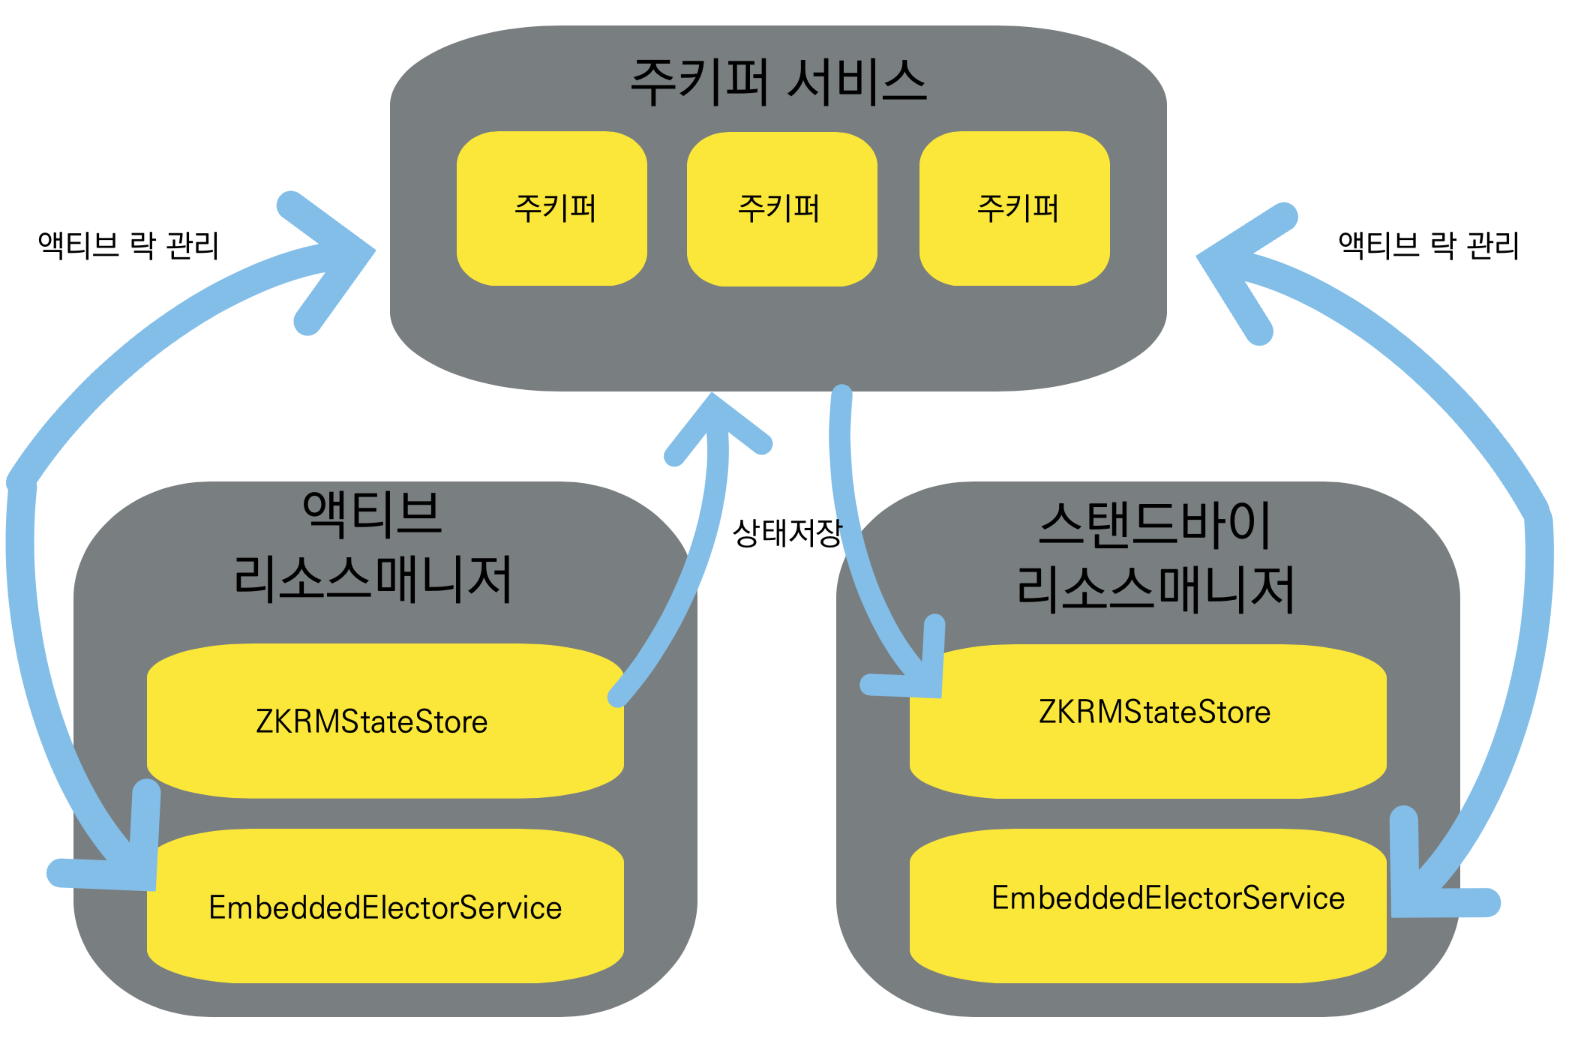 주키퍼 서비스
주키퍼
주키퍼
주키퍼
액티브 락 관리
액티브 락 관리
상태저장
액티브
리소스매니저
ZKRMStateStore
EmbeddedElectorService
스탠드바이
리소스매니저
ZKRMStateStore
EmbeddedElectorService